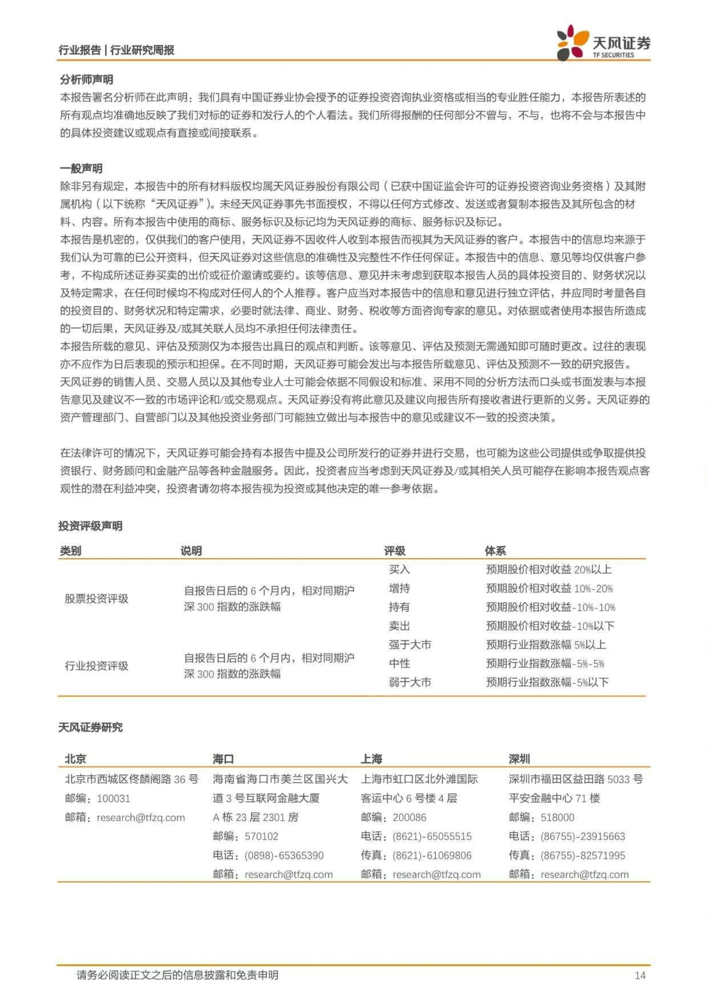 行业报告 | 行业研究周报
天风证券
TF SECURITIES
分析师声明
本报告署名分析师在此声明：我们具有中国证券业协会授予的证券投资咨询执业资格或相当的专业胜任能力，本报告所表述的
所有观点均准确地反映了我们对标的证券和发行人的个人看法。我们所得报酬的任何部分不曾与，不与，也将不会与本报告中
的具体投资建议或观点有直接或间接联系。
一般声明
除非另有规定，本报告中的所有材料版权均属天风证券股份有限公司（已获中国证监会许可的证券投资咨询业务资格）及其附
属机构（以下统称“天风证券”）。未经天风证券事先书面授权，不得以任何方式修改、发送或者复制本报告及其所包含的材
料、内容。所有本报告中使用的商标、服务标识及标记均为天风证券的商标、服务标识及标记。
本报告是机密的，仅供我们的客户使用，天风证券不因收件人收到本报告而视其为天风证券的客户。本报告中的信息均来源于
我们认为可靠的已公开资料，但天风证券对这些信息的准确性及完整性不作任何保证。本报告中的信息、意见等均仅供客户参
考，不构成所述证券买卖的出价或征价邀请或要约。该等信息、意见并未考虑到获取本报告人员的具体投资目的、财务状况以
及特定需求，在任何时候均不构成对任何人的个人推荐。客户应当对本报告中的信息和意见进行独立评估，并应同时考量各自
的投资目的、财务状况和特定需求，必要时就法律、商业、财务、税收等方面咨询专家的意见。对依据或者使用本报告所造成
的一切后果，天风证券及/或其关联人员均不承担任何法律责任。
本报告所载的意见、评估及预测仅为本报告出具日的观点和判断。该等意见、评估及预测无需通知即可随时更改。过往的表现
亦不应作为日后表现的预示和担保。在不同时期，天风证券可能会发出与本报告所载意见、评估及预测不一致的研究报告。
天风证券的销售人员、交易人员以及其他专业人士可能会依据不同假设和标准、采用不同的分析方法而口头或书面发表与本报
告意见及建议不一致的市场评论和/或交易观点。天风证券没有将此意见及建议向报告所有接收者进行更新的义务。天风证券的
资产管理部门、自营部门以及其他投资业务部门可能独立做出与本报告中的意见或建议不一致的投资决策。
在法律许可的情况下，天风证券可能会持有本报告中提及公司所发行的证券并进行交易，也可能为这些公司提供或争取提供投
资银行、财务顾问和金融产品等各种金融服务。因此，投资者应当考虑到天风证券及/或其相关人员可能存在影响本报告观点客
观性的潜在利益冲突，投资者请勿将本报告视为投资或其他决定的唯一参考依据。
投资评级声明
类别 说明 评级 体系
股票投资评级
自报告日后的 6 个月内，相对同期沪
深 300 指数的涨跌幅
买入 预期股价相对收益 20%以上
增持 预期股价相对收益 10%-20%
持有 预期股价相对收益-10%-10%
卖出 预期股价相对收益-10%以下
行业投资评级
自报告日后的 6 个月内，相对同期沪
深 300 指数的涨跌幅
强于大市 预期行业指数涨幅 5%以上
中性 预期行业指数涨幅-5%-5%
弱于大市 预期行业指数涨幅-5%以下
天风证券研究
北京
北京市西城区佟麟阁路 36 号
邮编：100031
邮箱：research@tfzq.com
海口
海南省海口市美兰区国兴大
道 3 号互联网金融大厦
A 栋 23 层 2301 房
邮编：570102
电话：(0898)-65365390
邮箱：research@tfzq.com
上海
上海市虹口区北外滩国际
客运中心 6 号楼 4 层
邮编：200086
电话：(8621)-65055515
传真：(8621)-61069806
邮箱：research@tfzq.com
深圳
深圳市福田区益田路 5033 号
平安金融中心 71 楼
邮编：518000
电话：(86755)-23915663
传真：(86755)-82571995
邮箱：research@tfzq.com
请务必阅读正文之后的信息披露和免责申明
14